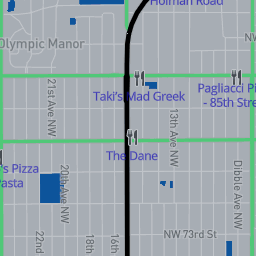 Holman Road
Olympic Manor
NW
21st Ave NW
Taki's Mad Greek
Pagliacci Pi
- 85th Stre
13th Ave NW
The Dane
's Pizza
asta
20th Ave NW
Dibble Ave NW
22nd
18th
16th
NW 73rd St